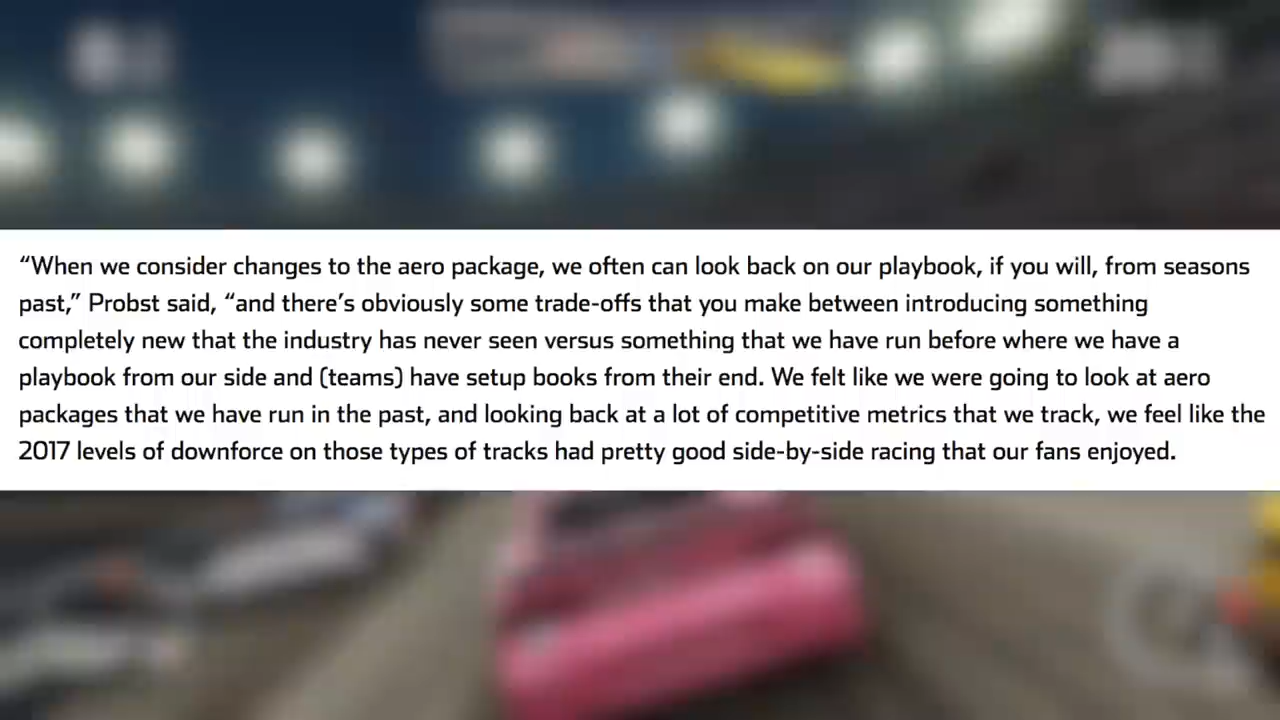 “When we consider changes to the aero package, we often can look back on our playbook, if you will, from seasons
past,” Probst said, “and there’s obviously some trade-offs that you make between introducing something
completely new that the industry has never seen versus something that we have run before where we have a
playbook from our side and (teams) have setup books from their end. We felt like we were going to look at aero
packages that we have run in the past, and looking back at a lot of competitive metrics that we track, we feel like the
2017 levels of downforce on those types of tracks had pretty good side-by-side racing that our fans enjoyed.